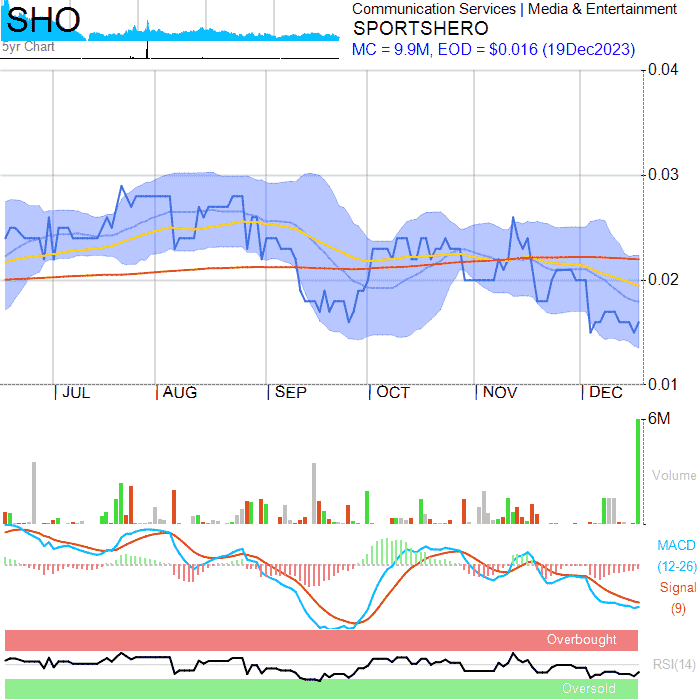 SHO
5yr Chart
Communication Services | Media & Entertainment
SPORTSHERO
MC = 9.9M, EOD = $0.016 (19Dec2023)
0.04
0.03
0.02
0.01
JUL AUG SEP OCT NOV DEC
6M
Volume
MACD
(12-26)
Signal
(9)
Overbought
RSI(14)
Oversold